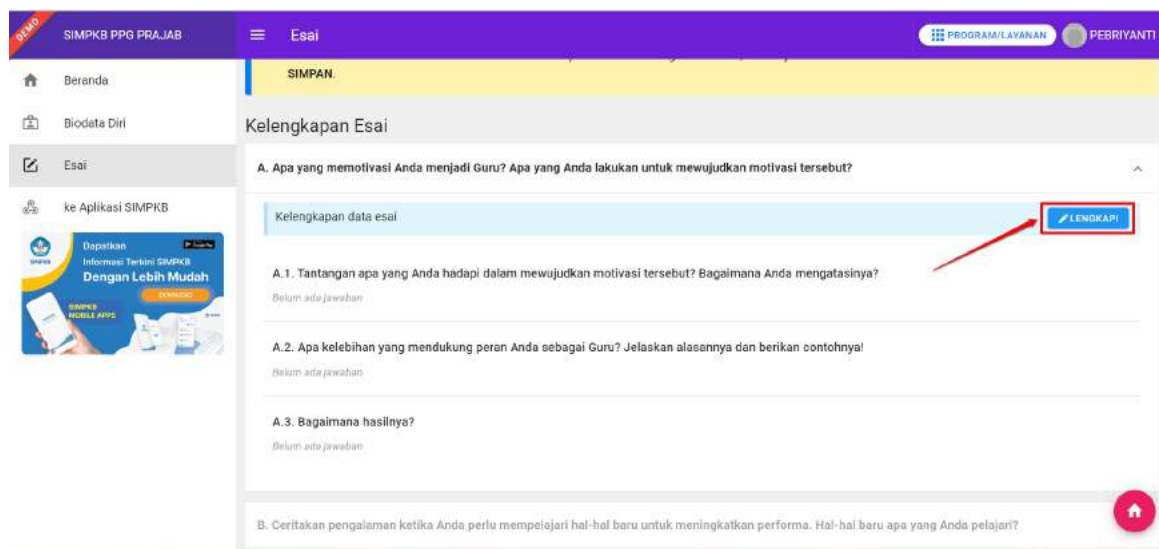 DEMO
SIMPKB PPG PRAJAB
Esai
PROGRAM/LAYANAN
PEBRIYANTI
Beranda
Biodata Diri
Esai
ke Aplikasi SIMPKB
Dapatkan
Informasi Terkini SIMPKB
Dengan Lebih Mudah
DOWNLOAD
SIMPKB
MOBILE APPS
SIMPAN.
Kelengkapan Esai
A. Apa yang memotivasi Anda menjadi Guru? Apa yang Anda lakukan untuk mewujudkan motivasi tersebut?
Kelengkapan data esai
LENGKAPI
A.1. Tantangan apa yang Anda hadapi dalam mewujudkan motivasi tersebut? Bagaimana Anda mengatasinya?
Belum ada jawaban
A.2. Apa kelebihan yang mendukung peran Anda sebagai Guru? Jelaskan alasannya dan berikan contohnya!
Belum ada jawaban
A.3. Bagaimana hasilnya?
Belum ada jawaban
B. Ceritakan pengalaman ketika Anda perlu mempelajari hal-hal baru untuk meningkatkan performa. Hal-hal baru apa yang Anda pelajari?